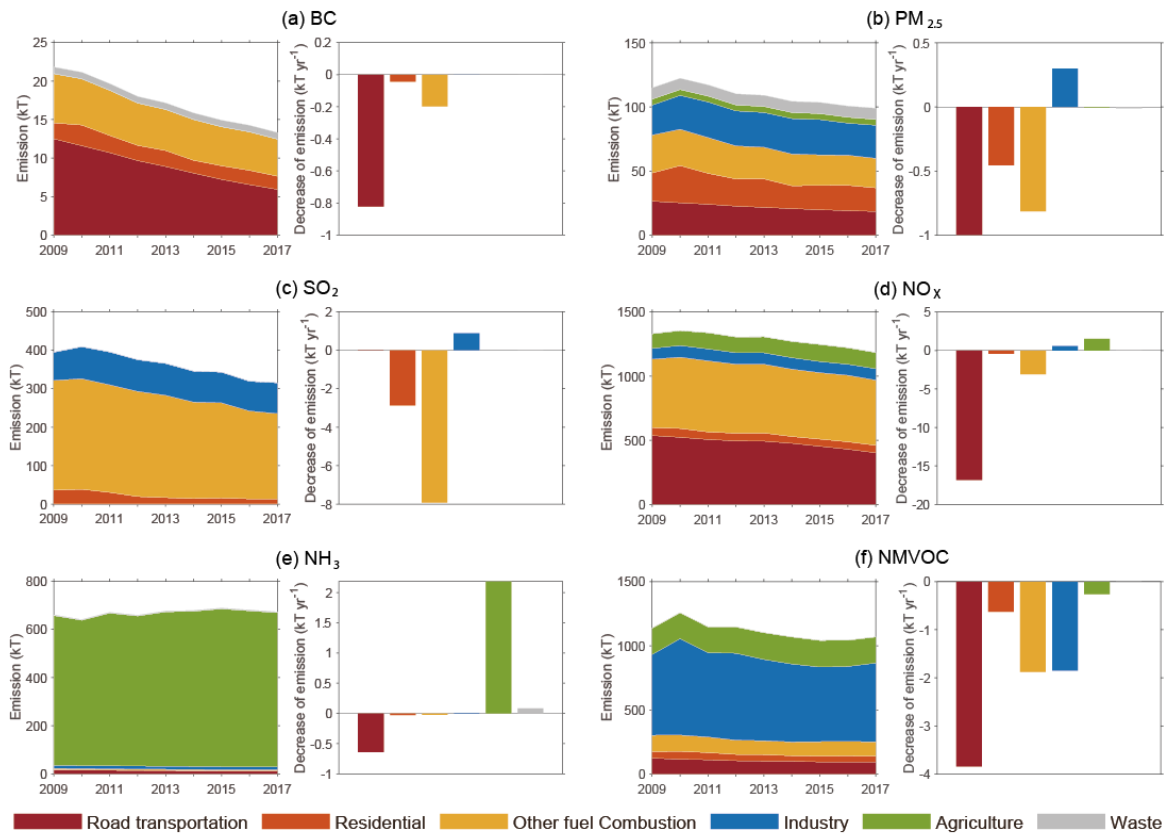 (a) BC
Emission (kT)
25
20
15
10
5
0
2009 2011 2013 2015 2017
Decrease of emission (kT yr⁻¹)
0.2
0
-0.2
-0.4
-0.6
-0.8
-1
(b) PM₂.₅
Emission (kT)
150
100
50
0
2009 2011 2013 2015 2017
Decrease of emission (kT yr⁻¹)
0.5
0
-0.5
-1
(c) SO₂
Emission (kT)
500
400
300
200
100
0
2009 2011 2013 2015 2017
Decrease of emission (kT yr⁻¹)
2
0
-2
-4
-6
-8
(d) NOₓ
Emission (kT)
1500
1000
500
0
2009 2011 2013 2015 2017
Decrease of emission (kT yr⁻¹)
5
0
-5
-10
-15
-20
(e) NH₃
Emission (kT)
800
600
400
200
0
2009 2011 2013 2015 2017
Decrease of emission (kT yr⁻¹)
2
1.5
1
0.5
0
-0.5
-1
(f) NMVOC
Emission (kT)
1500
1000
500
0
2009 2011 2013 2015 2017
Decrease of emission (kT yr⁻¹)
0
-1
-2
-3
-4
Road transportation Residential Other fuel Combustion Industry Agriculture Waste